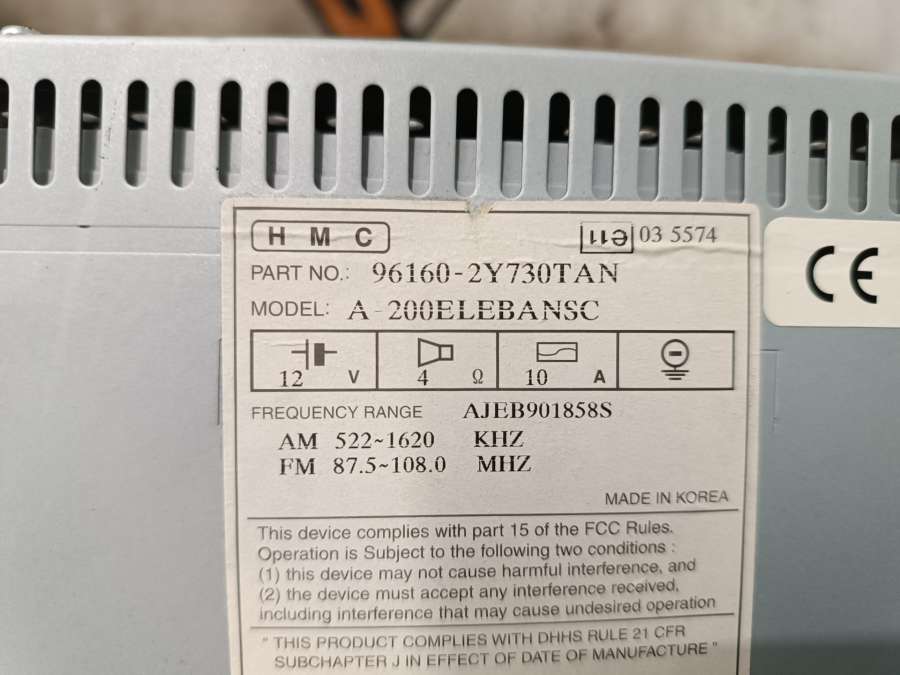 H M C
e11 03 5574
PART NO.: 96160-2Y730TAN
MODEL: A-200ELEBANSC
12 V 4 Ω 10 A
FREQUENCY RANGE AJEB901858S
AM 522~1620 KHZ
FM 87.5~108.0 MHZ
MADE IN KOREA
This device complies with part 15 of the FCC Rules.
Operation is Subject to the following two conditions :
(1) this device may not cause harmful interference, and
(2) the device must accept any interference received,
including interference that may cause undesired operation
" THIS PRODUCT COMPLIES WITH DHHS RULE 21 CFR
SUBCHAPTER J IN EFFECT OF DATE OF MANUFACTURE "
CE